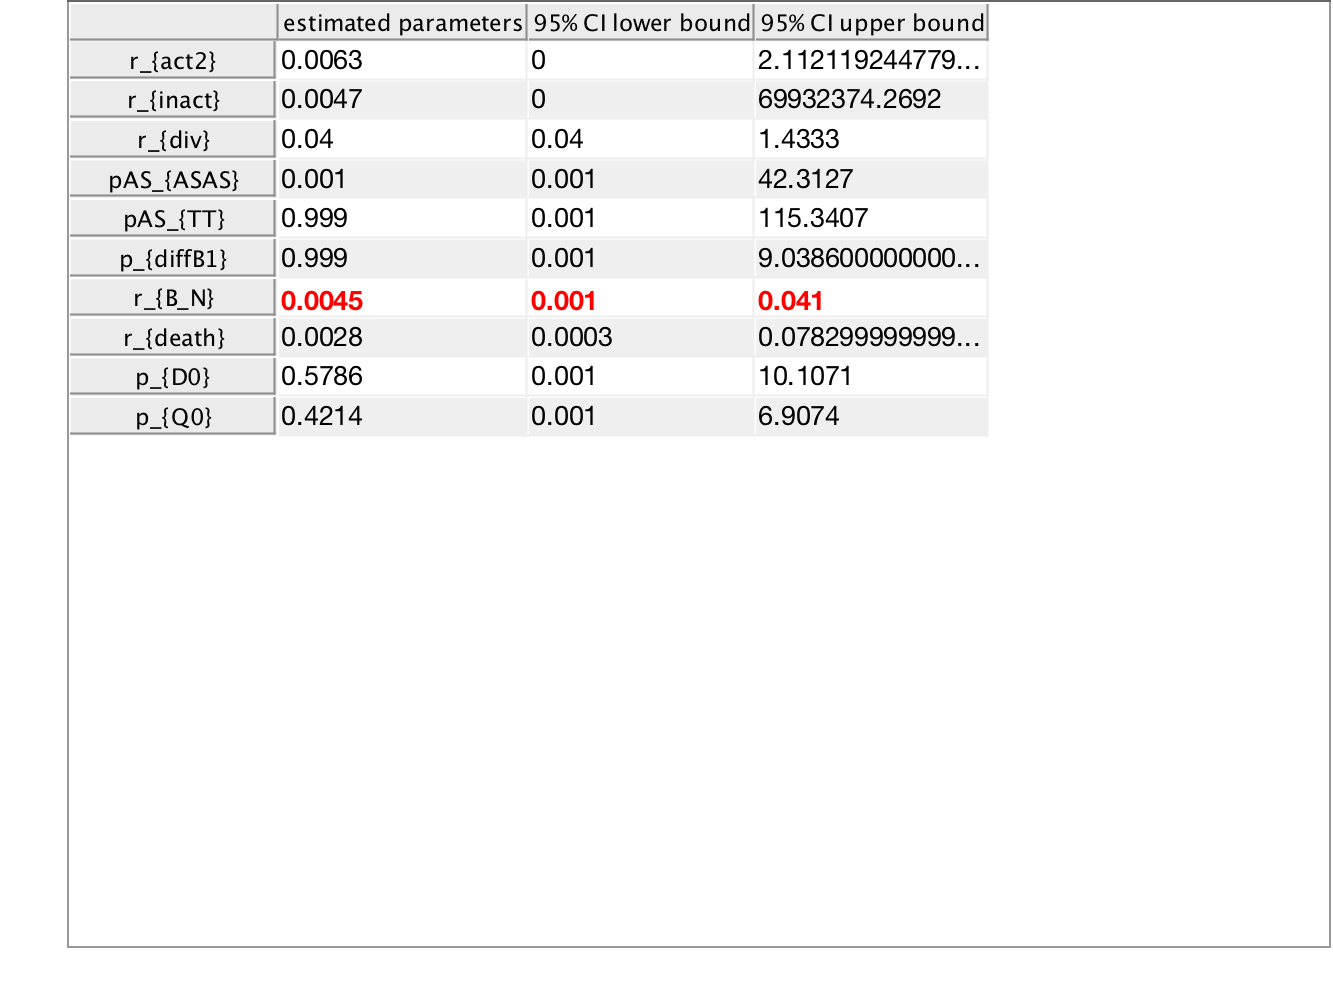 estimated parameters 95% CI lower bound 95% CI upper bound
r_{act2} 0.0063 0 2.112119244779...
r_{inact} 0.0047 0 69932374.2692
r_{div} 0.04 0.04 1.4333
pAS_{ASAS} 0.001 0.001 42.3127
pAS_{TT} 0.999 0.001 115.3407
p_{diffB1} 0.999 0.001 9.038600000000...
r_{B_N} 0.0045 0.001 0.041
r_{death} 0.0028 0.0003 0.078299999999...
p_{D0} 0.5786 0.001 10.1071
p_{Q0} 0.4214 0.001 6.9074